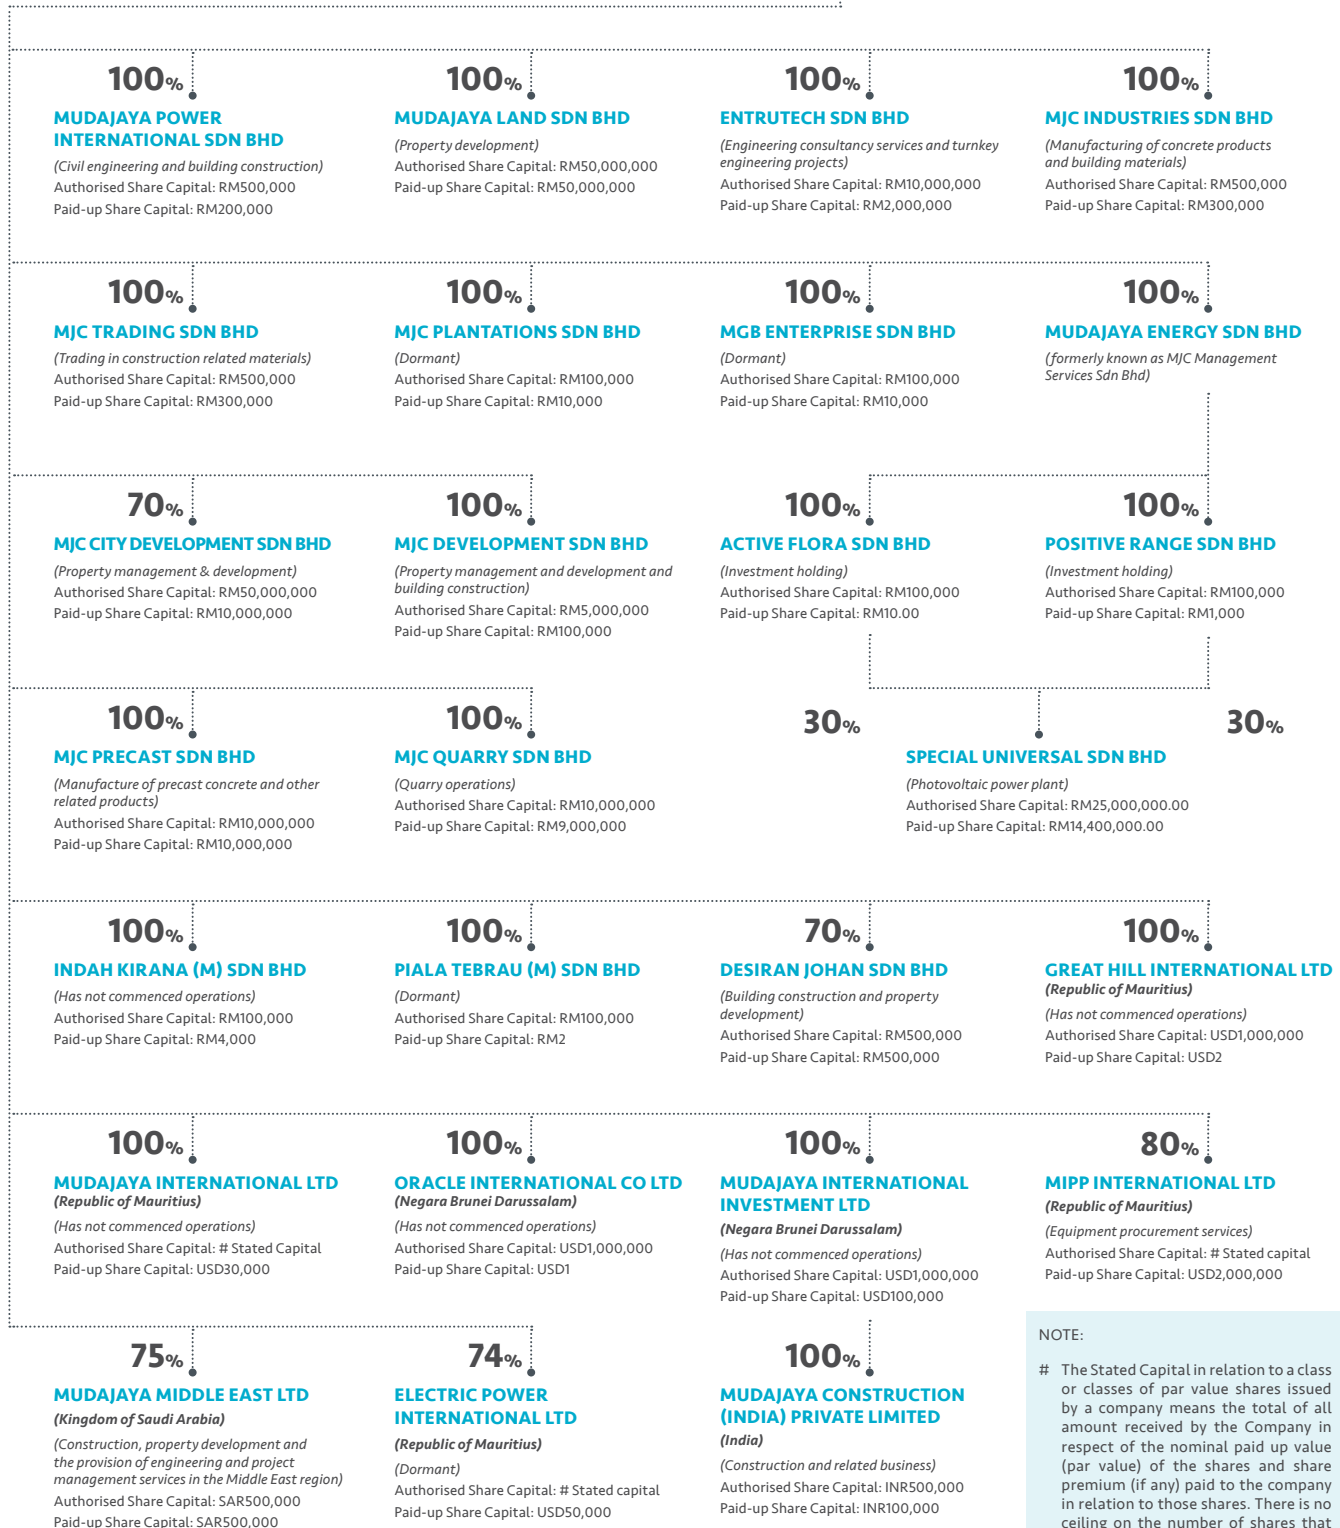 100%
MUDAJAYA POWER
INTERNATIONAL SDN BHD
(Civil engineering and building construction)
Authorised Share Capital: RM500,000
Paid-up Share Capital: RM200,000
100%
MUDAJAYA LAND SDN BHD
(Property development)
Authorised Share Capital: RM50,000,000
Paid-up Share Capital: RM50,000,000
100%
ENTRUTECH SDN BHD
(Engineering consultancy services and turnkey
engineering projects)
Authorised Share Capital: RM10,000,000
Paid-up Share Capital: RM2,000,000
100%
MJC INDUSTRIES SDN BHD
(Manufacturing of concrete products
and building materials)
Authorised Share Capital: RM500,000
Paid-up Share Capital: RM300,000
100%
MJC TRADING SDN BHD
(Trading in construction related materials)
Authorised Share Capital: RM500,000
Paid-up Share Capital: RM300,000
100%
MJC PLANTATIONS SDN BHD
(Dormant)
Authorised Share Capital: RM100,000
Paid-up Share Capital: RM10,000
100%
MGB ENTERPRISE SDN BHD
(Dormant)
Authorised Share Capital: RM100,000
Paid-up Share Capital: RM10,000
100%
MUDAJAYA ENERGY SDN BHD
(formerly known as MJC Management
Services Sdn Bhd)
70%
MJC CITY DEVELOPMENT SDN BHD
(Property management & development)
Authorised Share Capital: RM50,000,000
Paid-up Share Capital: RM10,000,000
100%
MJC DEVELOPMENT SDN BHD
(Property management and development and
building construction)
Authorised Share Capital: RM5,000,000
Paid-up Share Capital: RM100,000
100%
ACTIVE FLORA SDN BHD
(Investment holding)
Authorised Share Capital: RM100,000
Paid-up Share Capital: RM10.00
100%
POSITIVE RANGE SDN BHD
(Investment holding)
Authorised Share Capital: RM100,000
Paid-up Share Capital: RM1,000
100%
MJC PRECAST SDN BHD
(Manufacture of precast concrete and other
related products)
Authorised Share Capital: RM10,000,000
Paid-up Share Capital: RM10,000,000
100%
MJC QUARRY SDN BHD
(Quarry operations)
Authorised Share Capital: RM10,000,000
Paid-up Share Capital: RM9,000,000
30%
30%
SPECIAL UNIVERSAL SDN BHD
(Photovoltaic power plant)
Authorised Share Capital: RM25,000,000.00
Paid-up Share Capital: RM14,400,000.00
100%
INDAH KIRANA (M) SDN BHD
(Has not commenced operations)
Authorised Share Capital: RM100,000
Paid-up Share Capital: RM4,000
100%
PIALA TEBRAU (M) SDN BHD
(Dormant)
Authorised Share Capital: RM100,000
Paid-up Share Capital: RM2
70%
DESIRAN JOHAN SDN BHD
(Building construction and property
development)
Authorised Share Capital: RM500,000
Paid-up Share Capital: RM500,000
100%
GREAT HILL INTERNATIONAL LTD
(Republic of Mauritius)
(Has not commenced operations)
Authorised Share Capital: USD1,000,000
Paid-up Share Capital: USD2
100%
MUDAJAYA INTERNATIONAL LTD
(Republic of Mauritius)
(Has not commenced operations)
Authorised Share Capital: # Stated Capital
Paid-up Share Capital: USD30,000
100%
ORACLE INTERNATIONAL CO LTD
(Negara Brunei Darussalam)
(Has not commenced operations)
Authorised Share Capital: USD1,000,000
Paid-up Share Capital: USD1
100%
MUDAJAYA INTERNATIONAL
INVESTMENT LTD
(Negara Brunei Darussalam)
(Has not commenced operations)
Authorised Share Capital: USD1,000,000
Paid-up Share Capital: USD100,000
80%
MIPP INTERNATIONAL LTD
(Republic of Mauritius)
(Equipment procurement services)
Authorised Share Capital: # Stated capital
Paid-up Share Capital: USD2,000,000
75%
MUDAJAYA MIDDLE EAST LTD
(Kingdom of Saudi Arabia)
(Construction, property development and
the provision of engineering and project
management services in the Middle East region)
Authorised Share Capital: SAR500,000
Paid-up Share Capital: SAR500,000
74%
ELECTRIC POWER
INTERNATIONAL LTD
(Republic of Mauritius)
(Dormant)
Authorised Share Capital: # Stated capital
Paid-up Share Capital: USD50,000
100%
MUDAJAYA CONSTRUCTION
(INDIA) PRIVATE LIMITED
(India)
(Construction and related business)
Authorised Share Capital: INR500,000
Paid-up Share Capital: INR100,000
NOTE:
# The Stated Capital in relation to a class
or classes of par value shares issued
by a company means the total of all
amount received by the Company in
respect of the nominal paid up value
(par value) of the shares and share
premium (if any) paid to the company
in relation to those shares. There is no
ceiling on the number of shares that